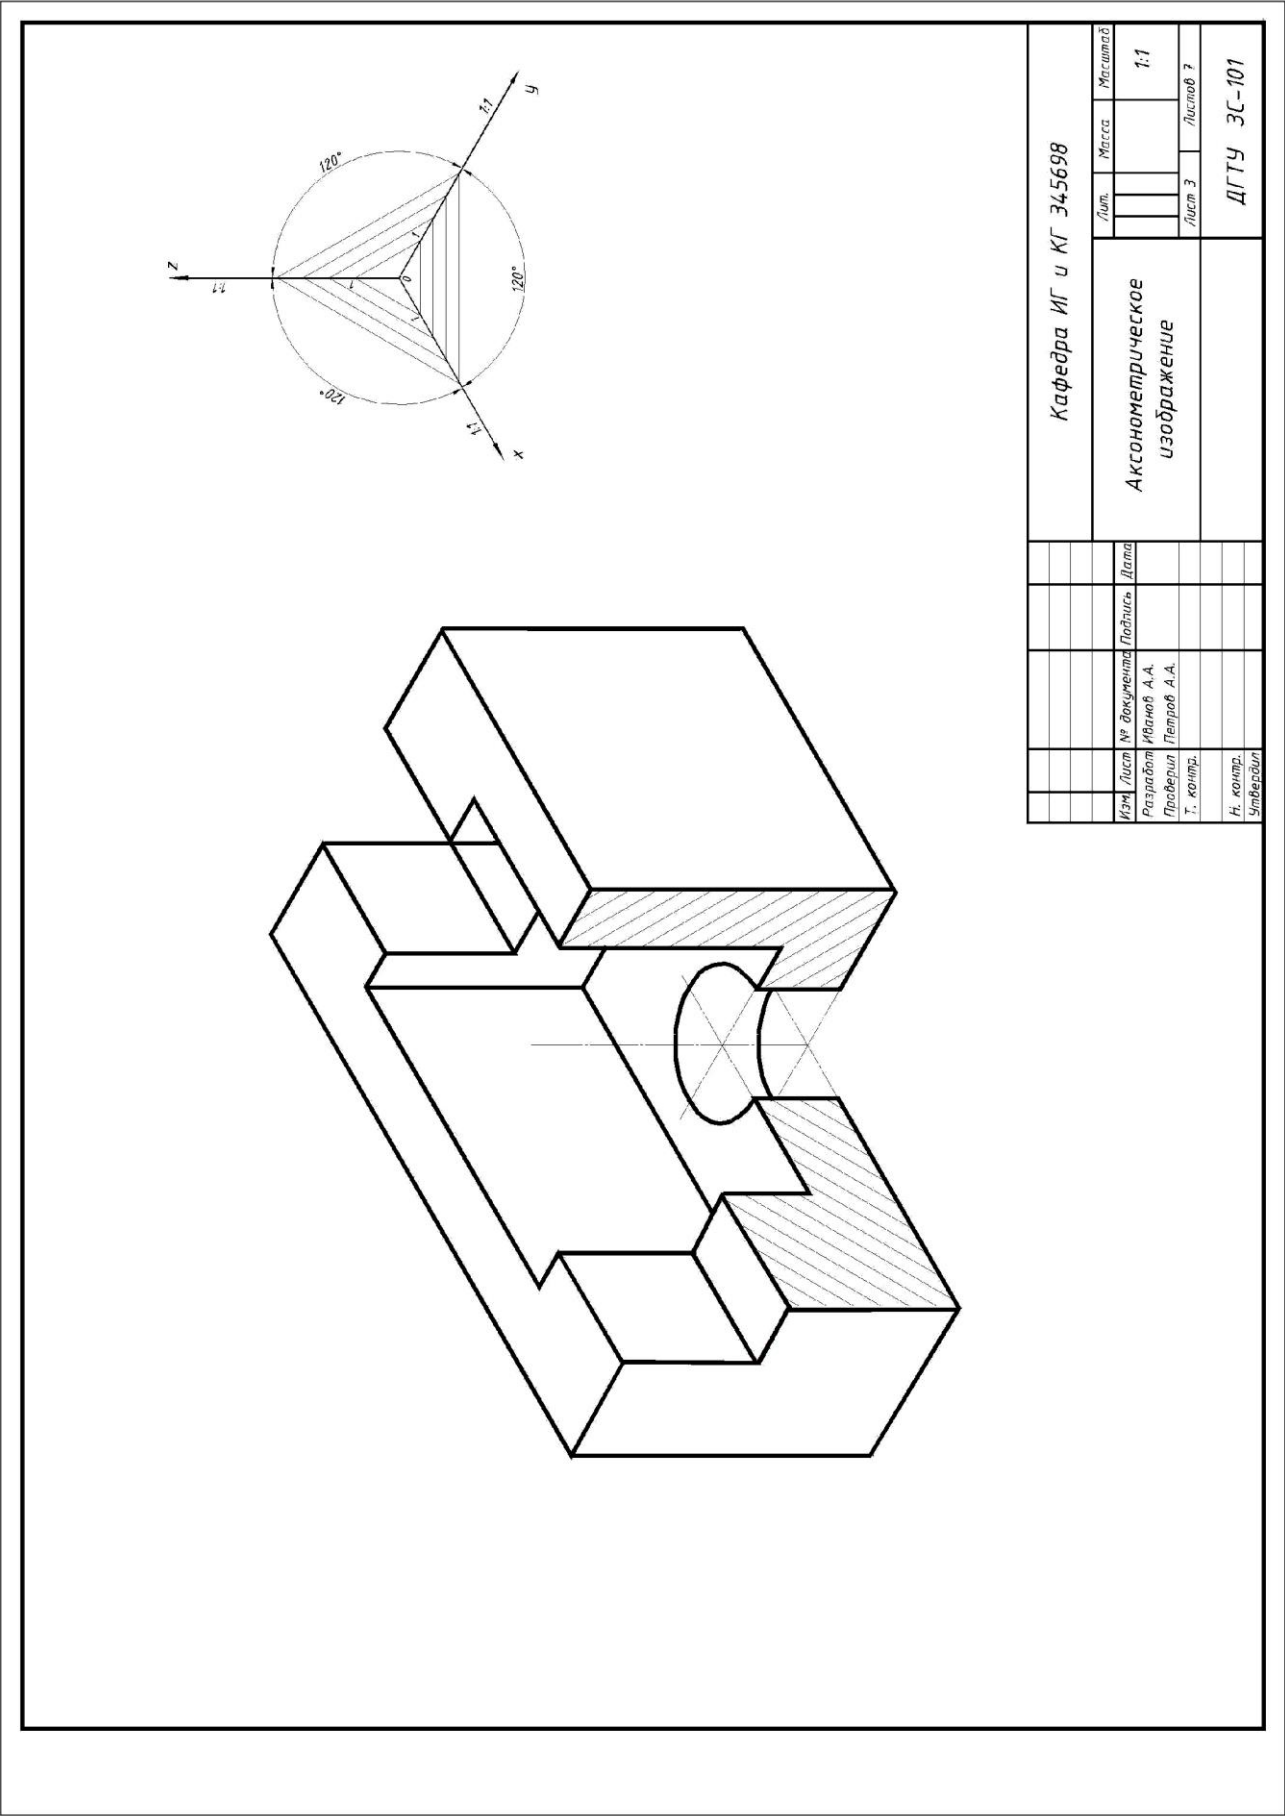 z
1:1
120°
120°
1
0
1
1
1:1
x
120°
1:1
y
Кафедра ИГ и КГ 345698
Лит. Масса Масштаб
1:1
Изм. Лист № документа Подпись Дата
Разработ Иванов А.А.
Проверил Петров А.А.
Т. контр.
Н. контр.
Утвердил
Аксонометрическое
изображение
Лист 3 Листов 7
ДГТУ ЗС-101